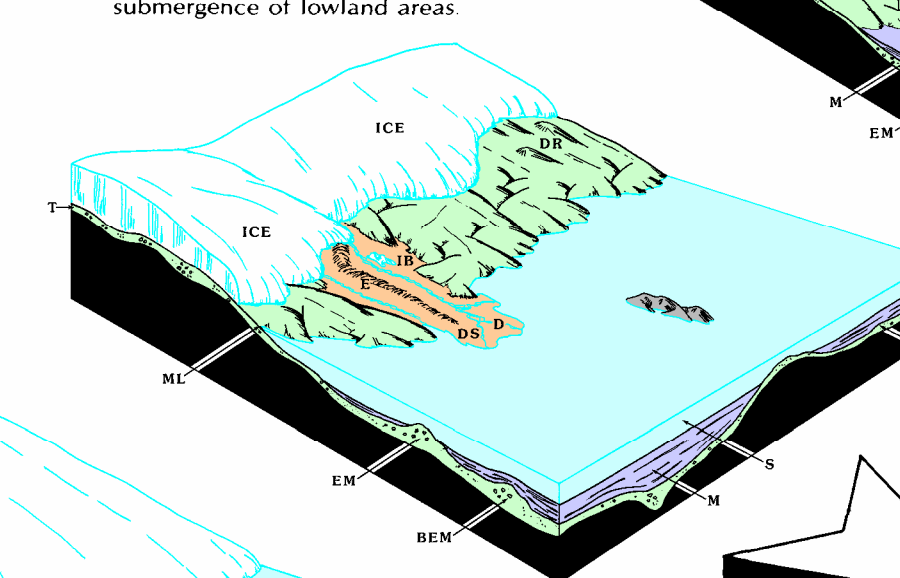 submergence of lowland areas.
M
EM
ICE
DR
T
ICE
IB
E
D
DS
ML
S
EM
M
BEM